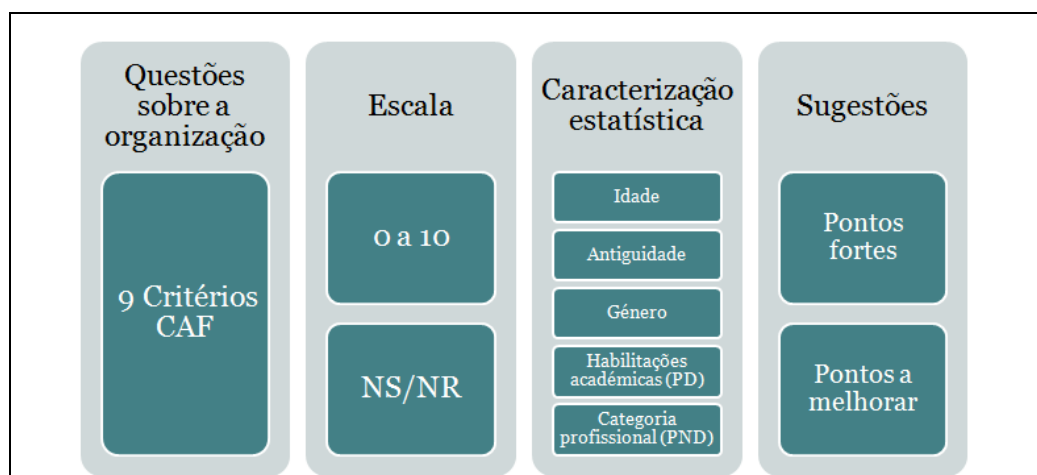 Questões
sobre a
organização
9 Critérios
CAF
Escala
0 a 10
NS/NR
Caracterização
estatística
Idade
Antiguidade
Género
Habilitações
académicas (PD)
Categoria
profissional (PND)
Sugestões
Pontos
fortes
Pontos a
melhorar